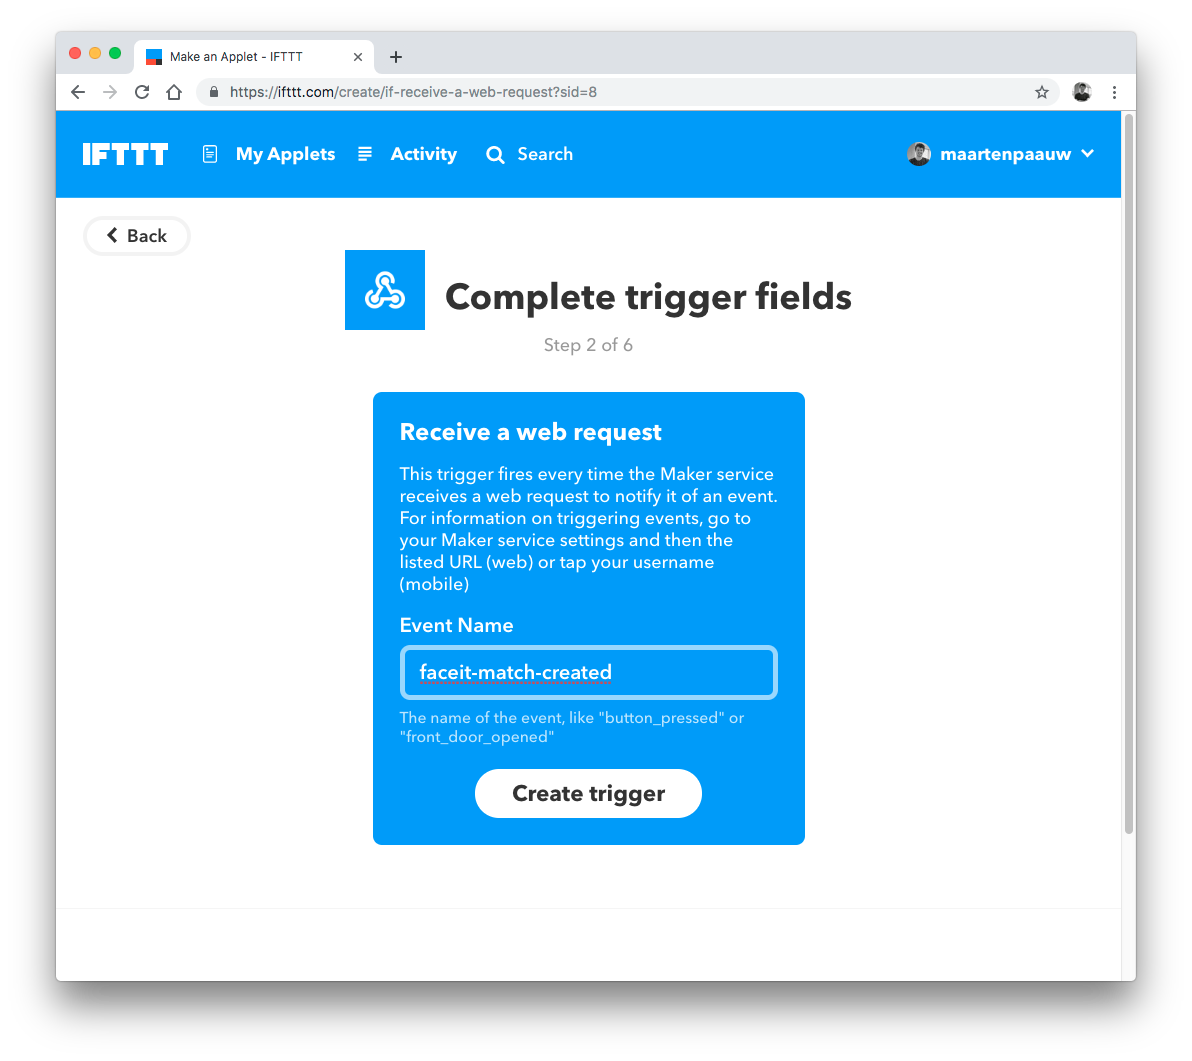 Make an Applet - IFTTT
https://ifttt.com/create/if-receive-a-web-request?sid=8
IFTTT My Applets Activity Search maartenpaauw
Back
Complete trigger fields
Step 2 of 6
Receive a web request
This trigger fires every time the Maker service
receives a web request to notify it of an event.
For information on triggering events, go to
your Maker service settings and then the
listed URL (web) or tap your username
(mobile)
Event Name
faceit-match-created
The name of the event, like "button_pressed" or
"front_door_opened"
Create trigger